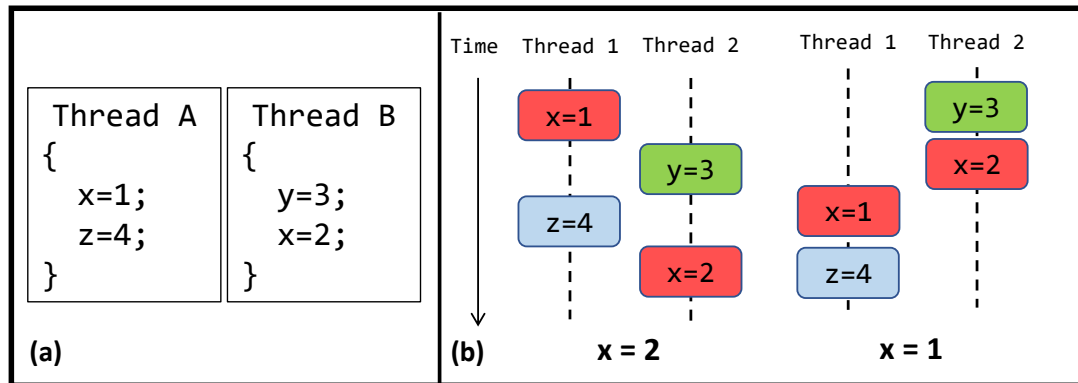 Thread A
{
x=1;
z=4;
}
Thread B
{
y=3;
x=2;
}
(a)
Time
Thread 1
Thread 2
x=1
y=3
z=4
x=2
x = 2
Thread 1
Thread 2
y=3
x=2
x=1
z=4
x = 1
(b)